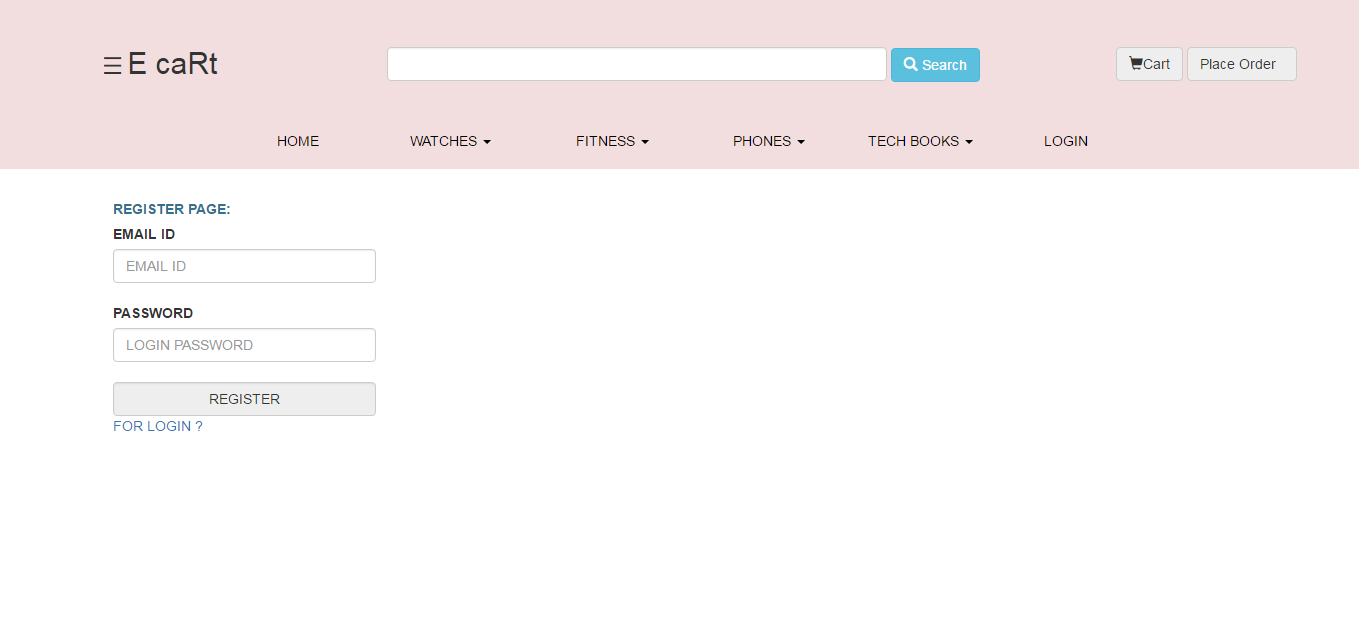 ☰ E caRt
Search
Cart
Place Order
HOME WATCHES FITNESS PHONES TECH BOOKS LOGIN
REGISTER PAGE:
EMAIL ID
EMAIL ID
PASSWORD
LOGIN PASSWORD
REGISTER
FOR LOGIN ?